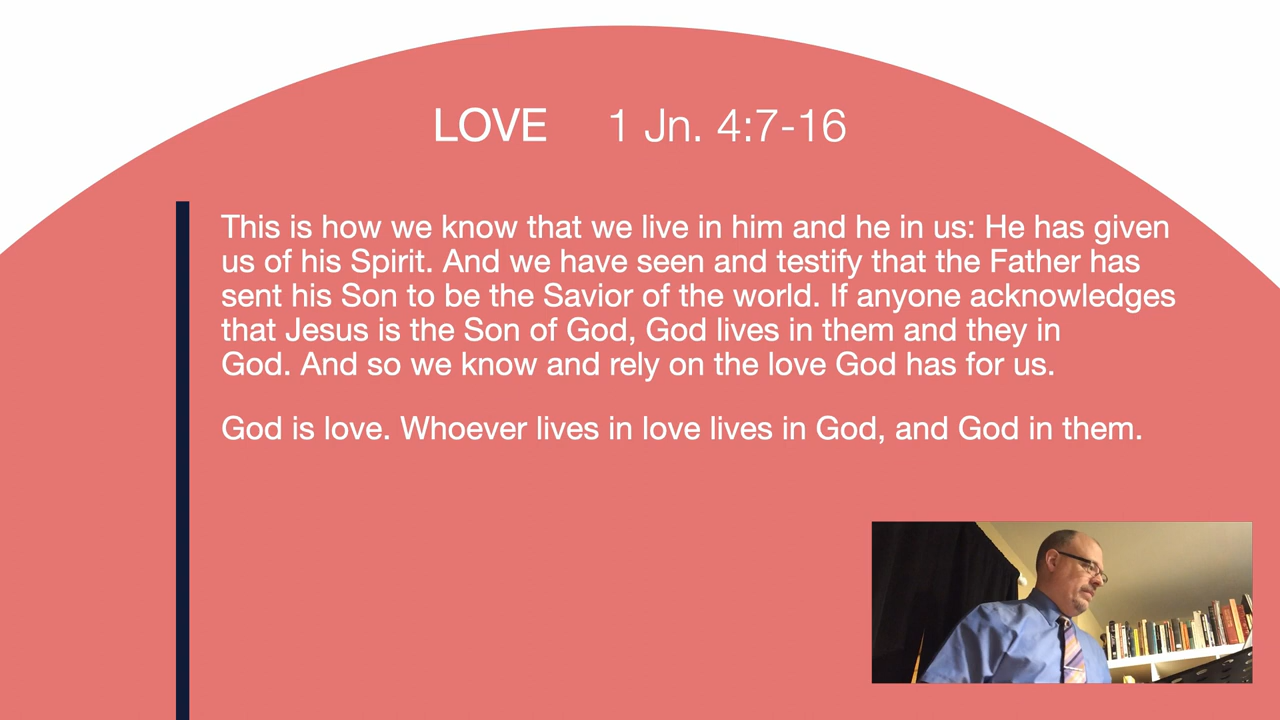 LOVE 1 Jn. 4:7-16
This is how we know that we live in him and he in us: He has given
us of his Spirit. And we have seen and testify that the Father has
sent his Son to be the Savior of the world. If anyone acknowledges
that Jesus is the Son of God, God lives in them and they in
God. And so we know and rely on the love God has for us.
God is love. Whoever lives in love lives in God, and God in them.